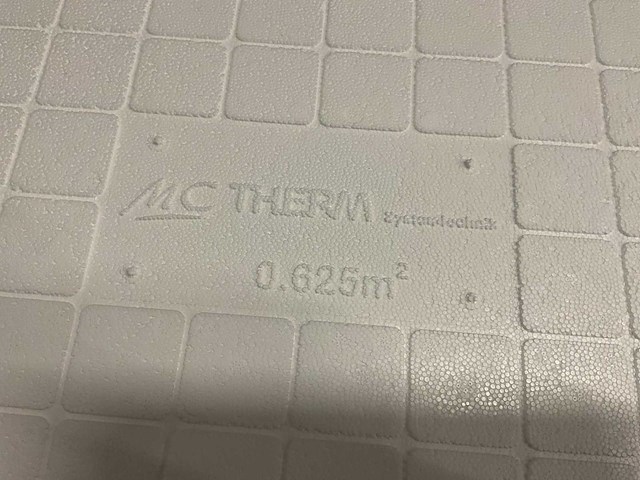 MC THERM Systemtechnik
0.625m²